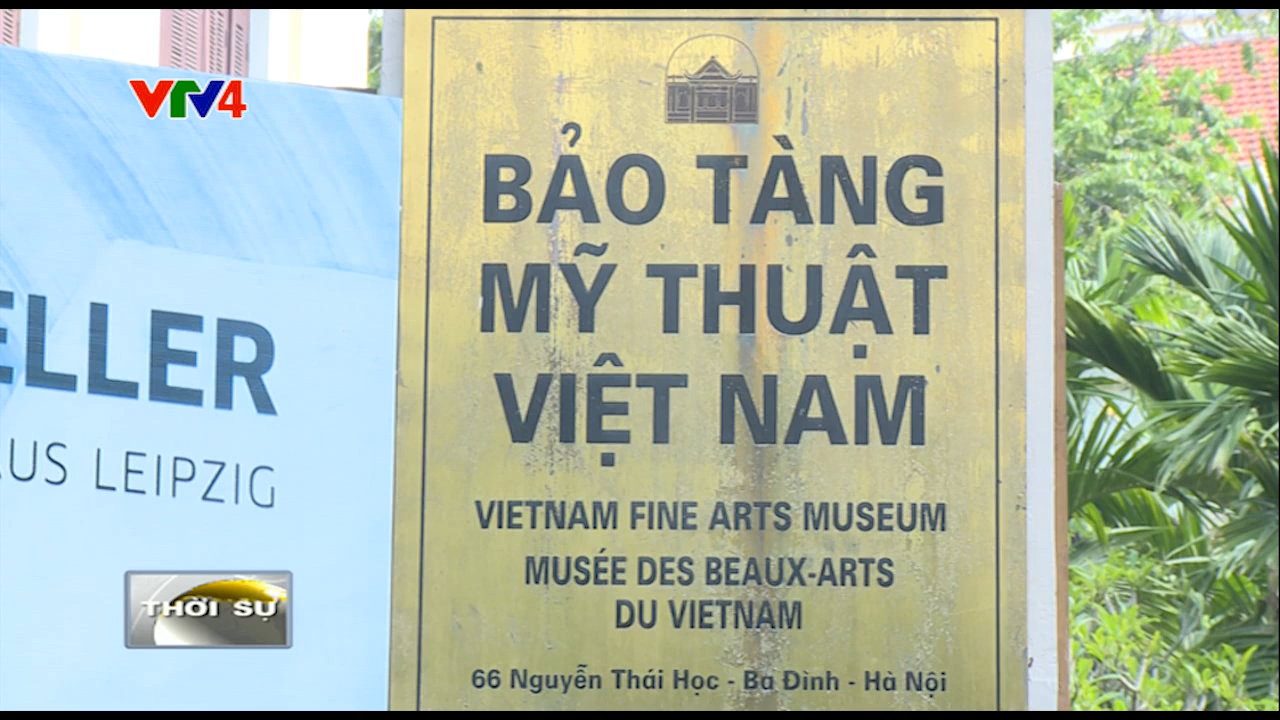 VTV4
BẢO TÀNG
MỸ THUẬT
VIỆT NAM
VIETNAM FINE ARTS MUSEUM
MUSÉE DES BEAUX-ARTS
DU VIETNAM
66 Nguyễn Thái Học - Ba Đình - Hà Nội
ELLER
AUS LEIPZIG
THỜI SỰ